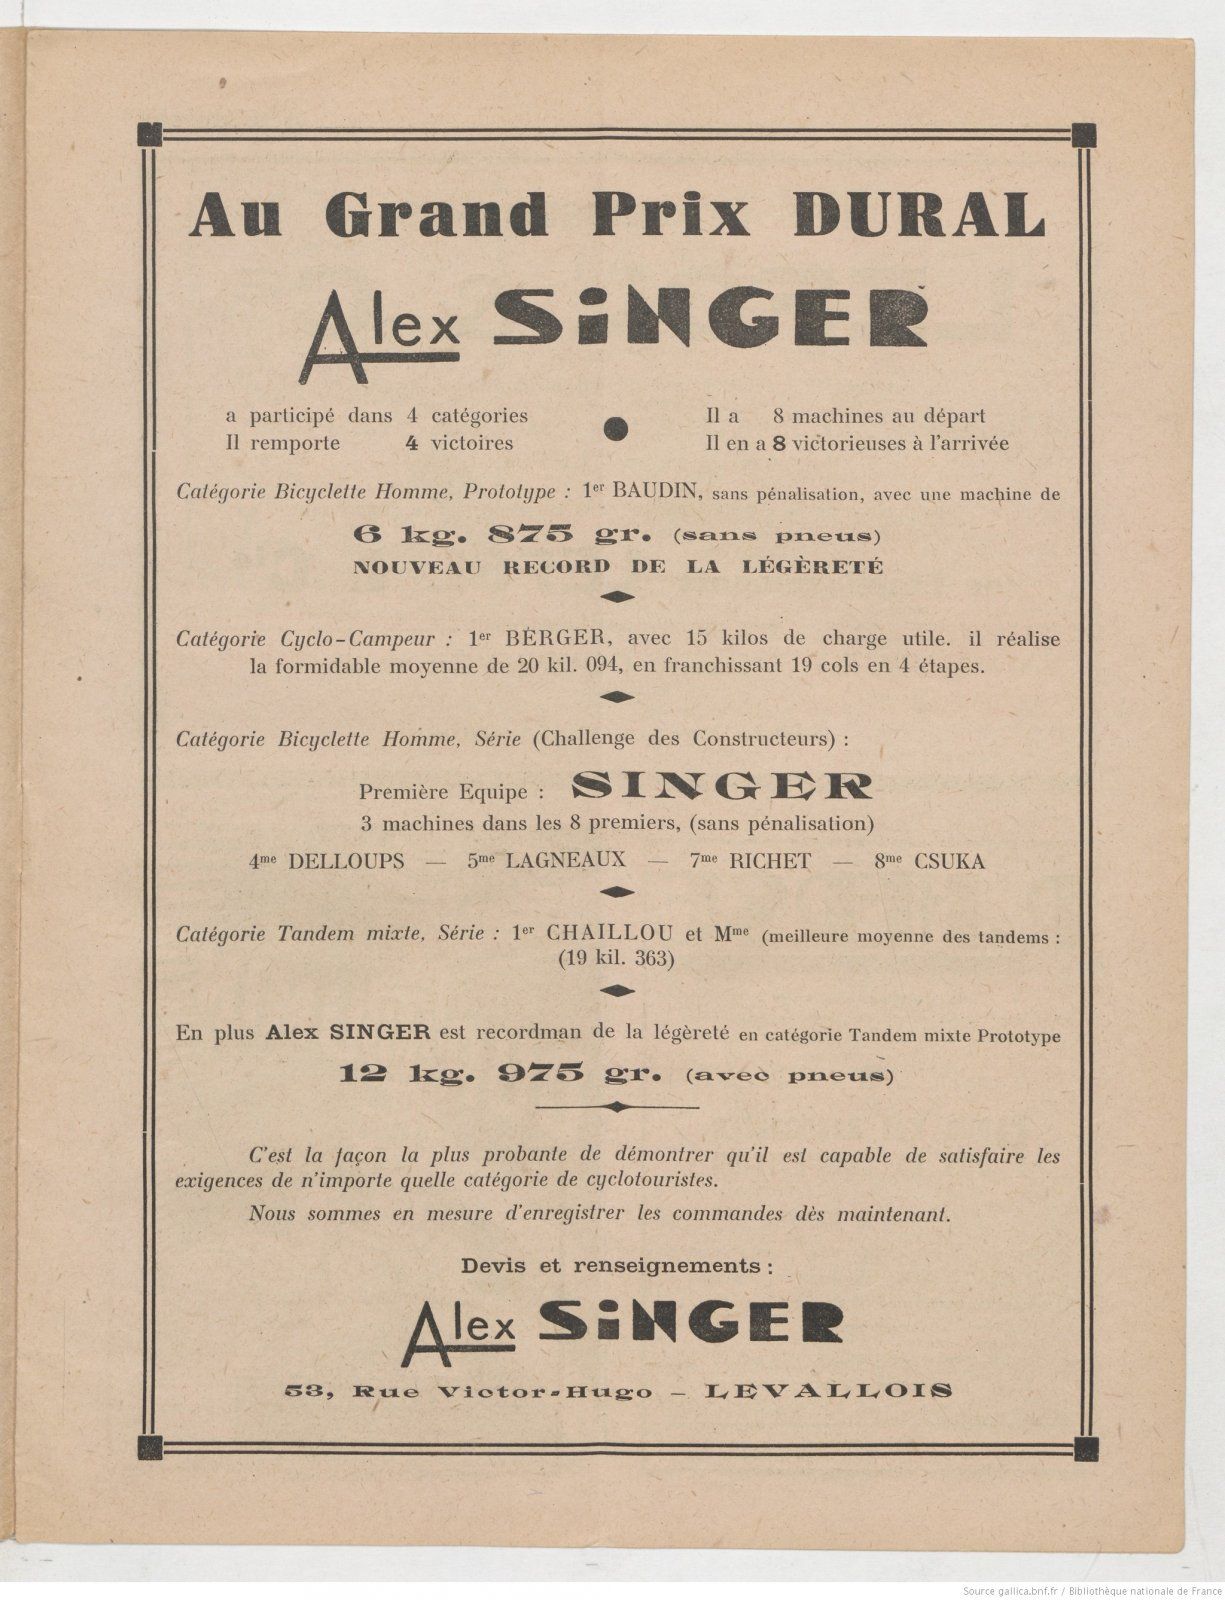 Au Grand Prix DURAL
Alex SiNGER
a participé dans 4 catégories
Il remporte 4 victoires
Il a 8 machines au départ
Il en a 8 victorieuses à l'arrivée
Catégorie Bicyclette Homme, Prototype : 1er BAUDIN, sans pénalisation, avec une machine de
6 kg. 875 gr. (sans pneus)
NOUVEAU RECORD DE LA LÉGÈRETÉ
Catégorie Cyclo-Campeur : 1er BERGER, avec 15 kilos de charge utile. il réalise
la formidable moyenne de 20 kil. 094, en franchissant 19 cols en 4 étapes.
Catégorie Bicyclette Homme, Série (Challenge des Constructeurs) :
Première Equipe : SINGER
3 machines dans les 8 premiers, (sans pénalisation)
4me DELLOUPS — 5me LAGNEAUX — 7me RICHET — 8me CSUKA
Catégorie Tandem mixte, Série : 1er CHAILLOU et Mme (meilleure moyenne des tandems :
(19 kil. 363)
En plus Alex SINGER est recordman de la légèreté en catégorie Tandem mixte Prototype
12 kg. 975 gr. (avec pneus)
C'est la façon la plus probante de démontrer qu'il est capable de satisfaire les
exigences de n'importe quelle catégorie de cyclotouristes.
Nous sommes en mesure d'enregistrer les commandes dès maintenant.
Devis et renseignements :
Alex SiNGER
53, Rue Victor-Hugo – LEVALLOIS
Source gallica.bnf.fr / Bibliothèque nationale de France